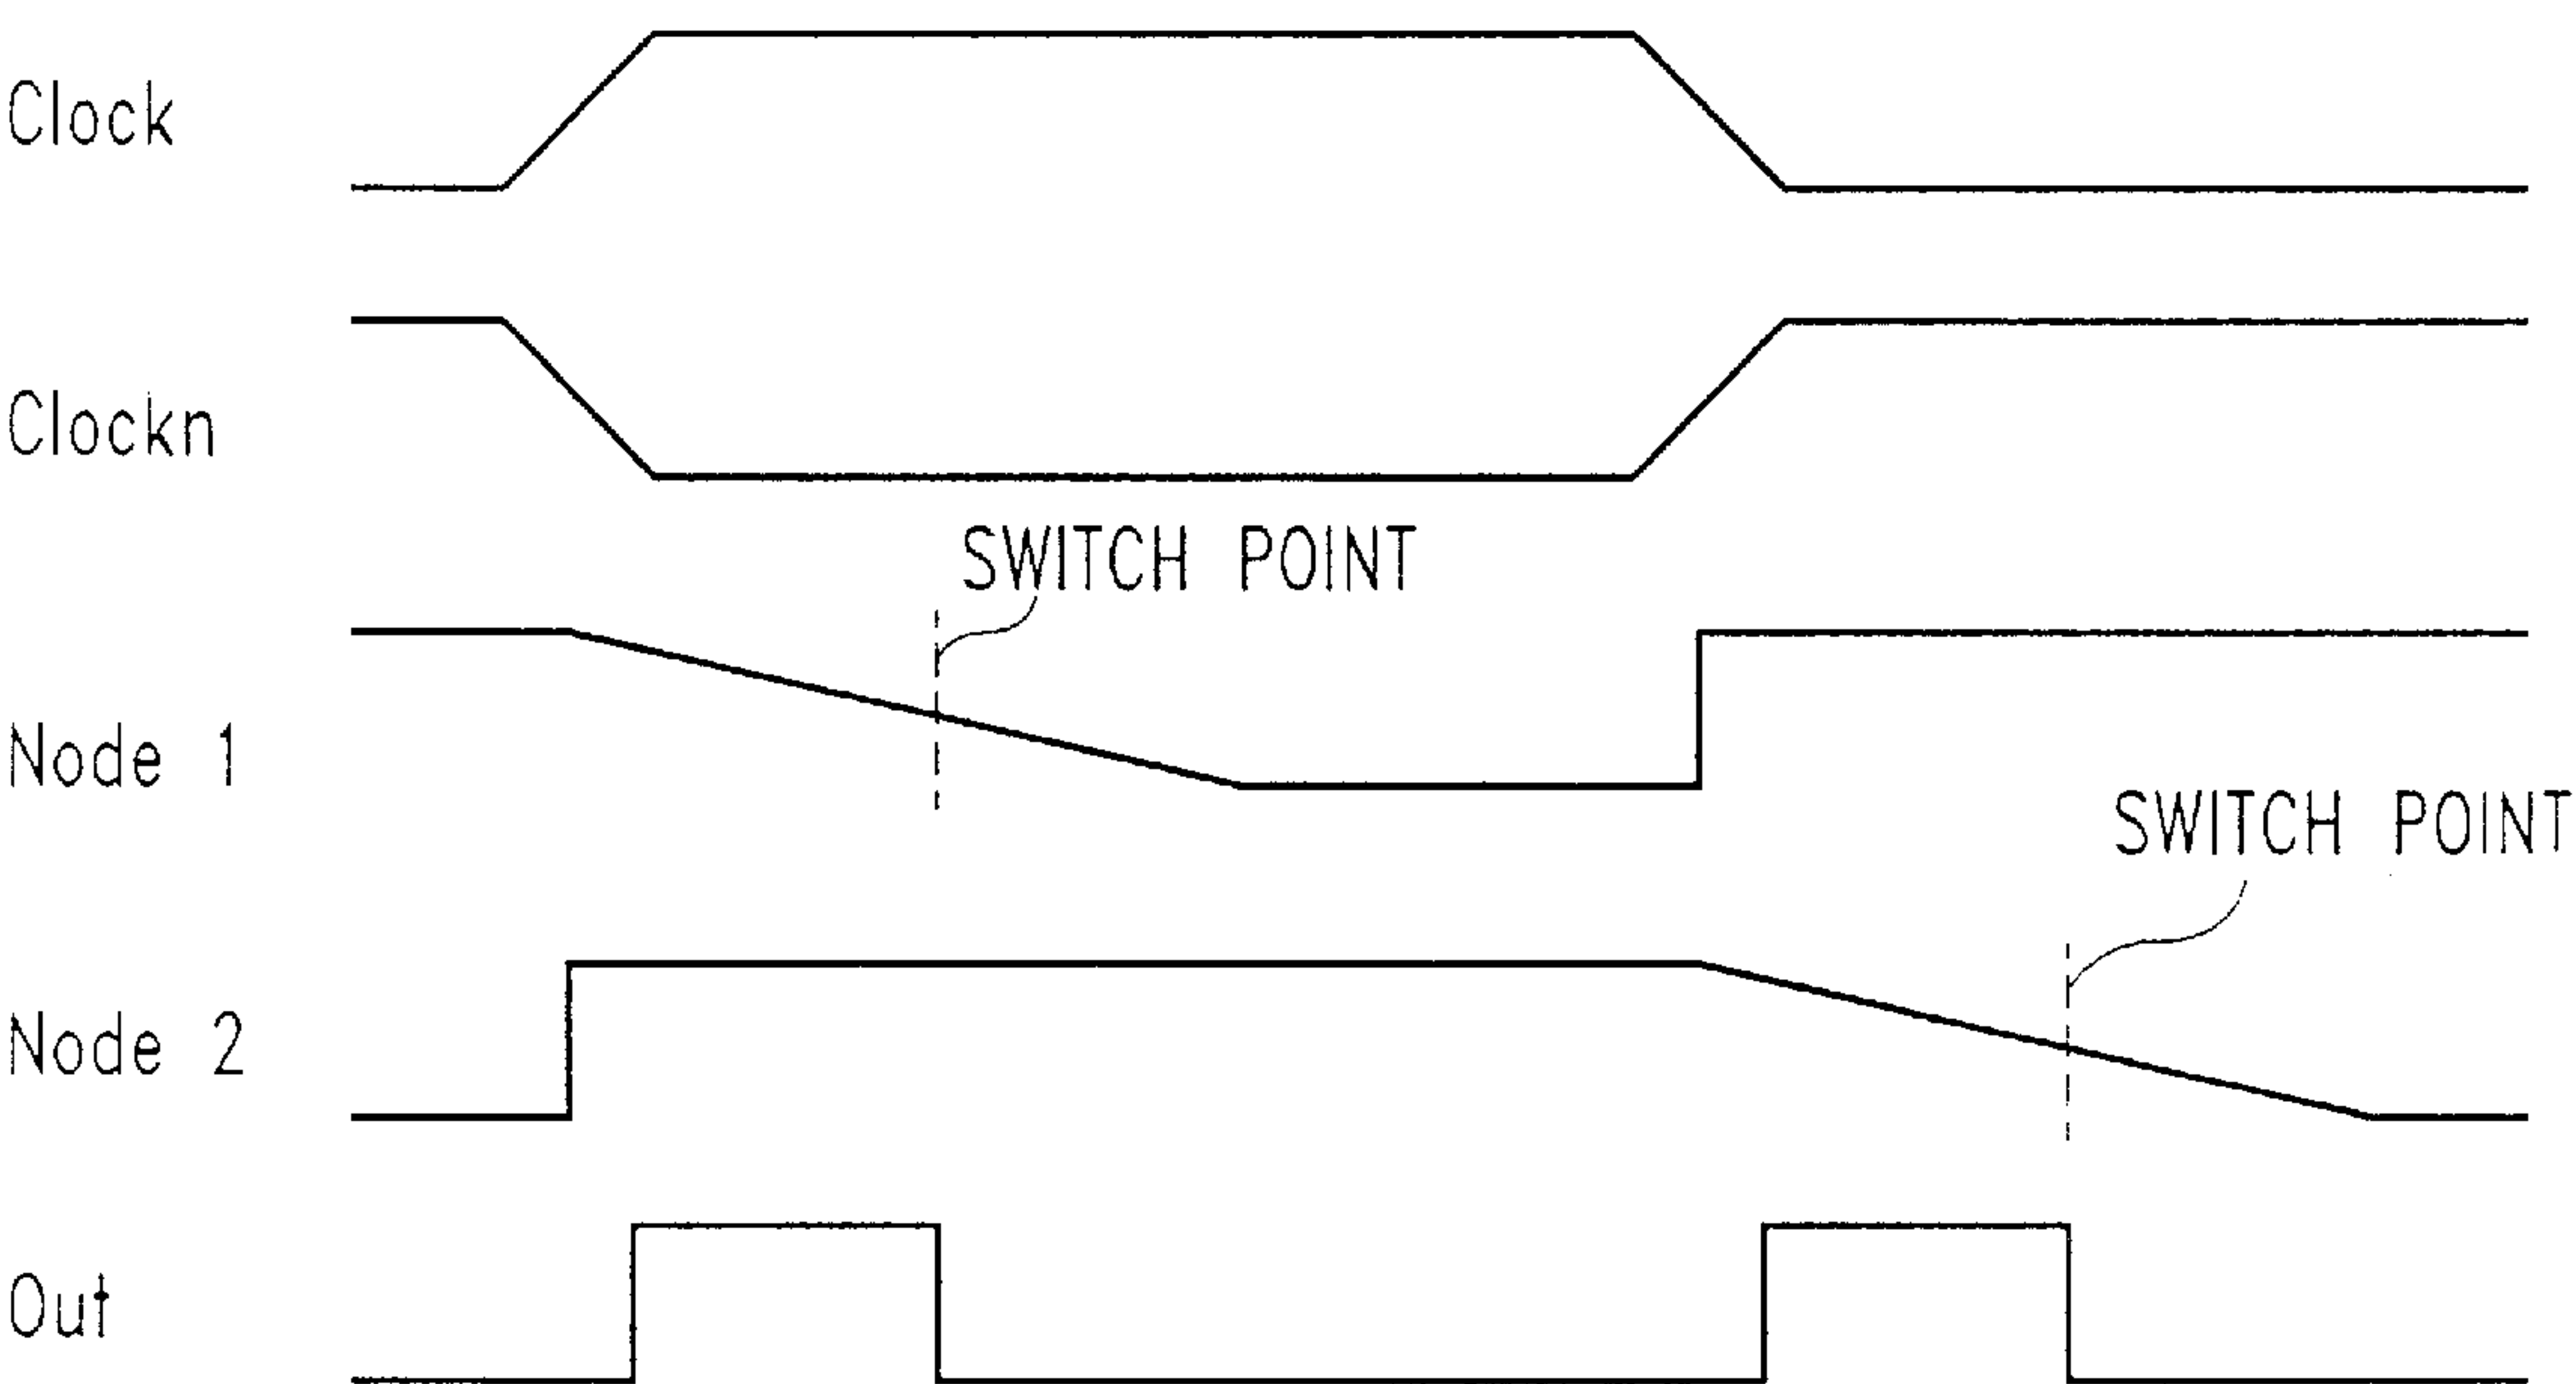 Clock
Clockn
SWITCH POINT
Node 1
SWITCH POINT
Node 2
Out